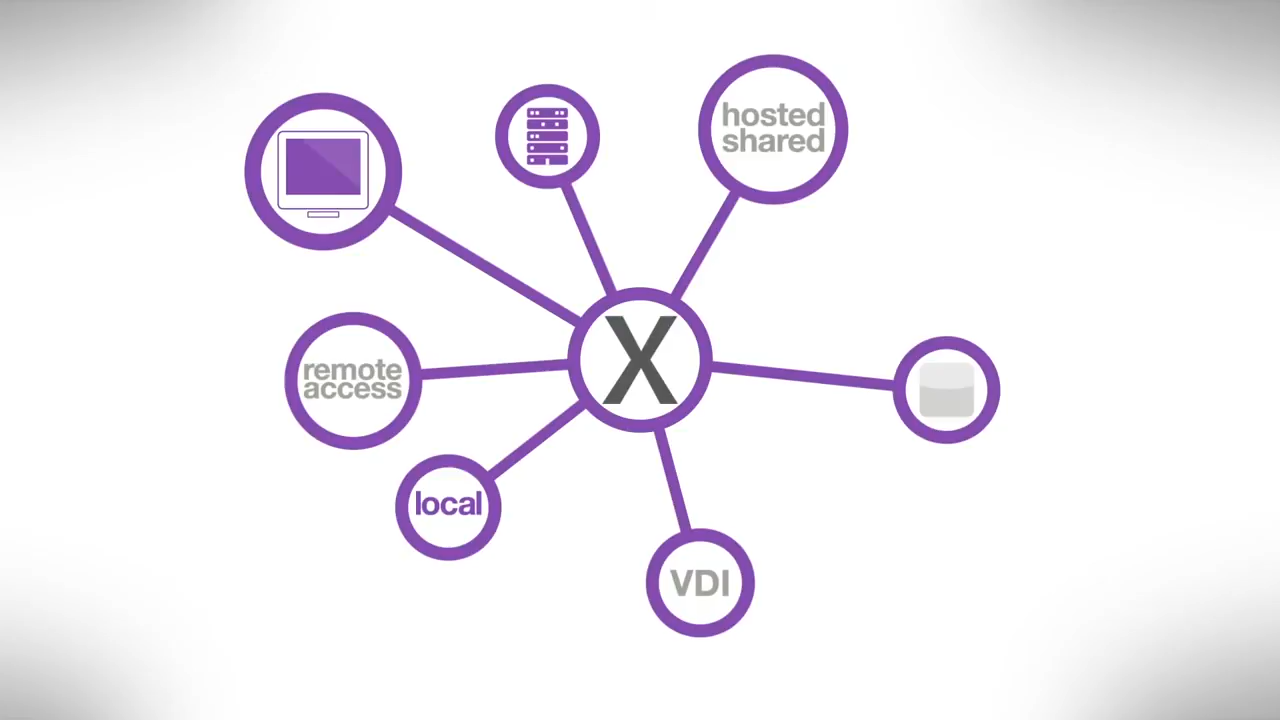 hosted
shared
X
remote
access
local
VDI